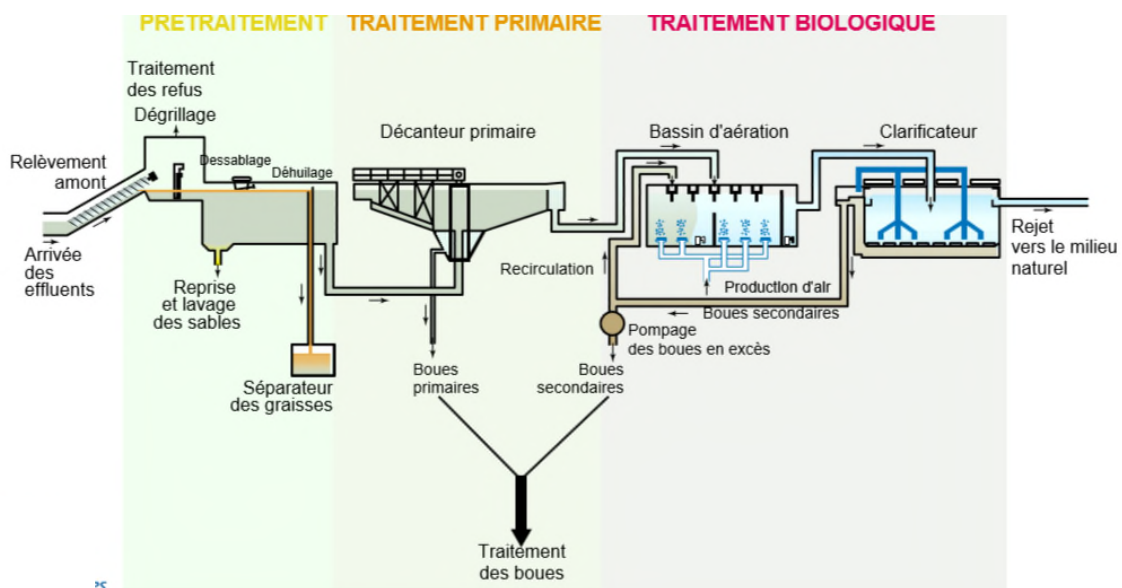 PRETRAITEMENT
TRAITEMENT PRIMAIRE
TRAITEMENT BIOLOGIQUE
Traitement
des refus
Dégrillage
Relèvement
amont
Dessablage
Déhuilage
Décanteur primaire
Bassin d'aération
Clarificateur
Arrivée
des
effluents
Reprise
et lavage
des sables
Séparateur
des graisses
Recirculation
Production d'air
Boues secondaires
Pompage
des boues en excès
Rejet
vers le milieu
naturel
Boues
primaires
Boues
secondaires
Traitement
des boues
es